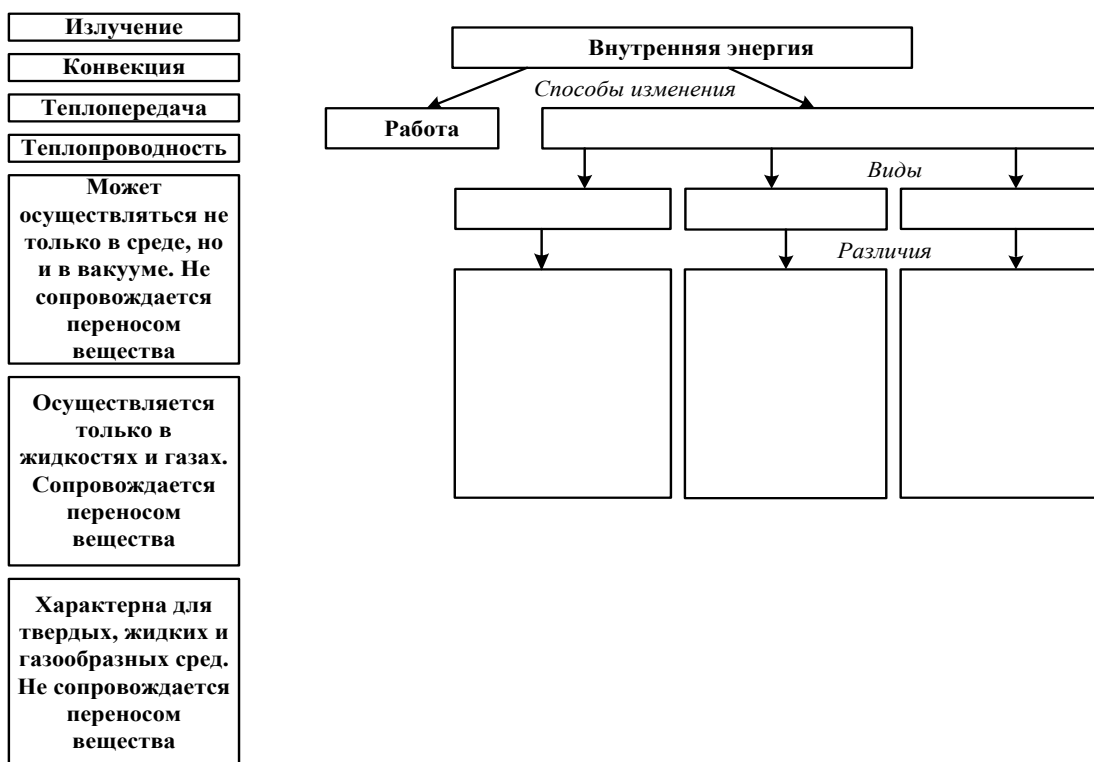 Излучение
Конвекция
Теплопередача
Теплопроводность
Может
осуществляться не
только в среде, но
и в вакууме. Не
сопровождается
переносом
вещества
Осуществляется
только в
жидкостях и газах.
Сопровождается
переносом
вещества
Характерна для
твердых, жидких и
газообразных сред.
Не сопровождается
переносом
вещества
Внутренняя энергия
Способы изменения
Работа
Виды
Различия